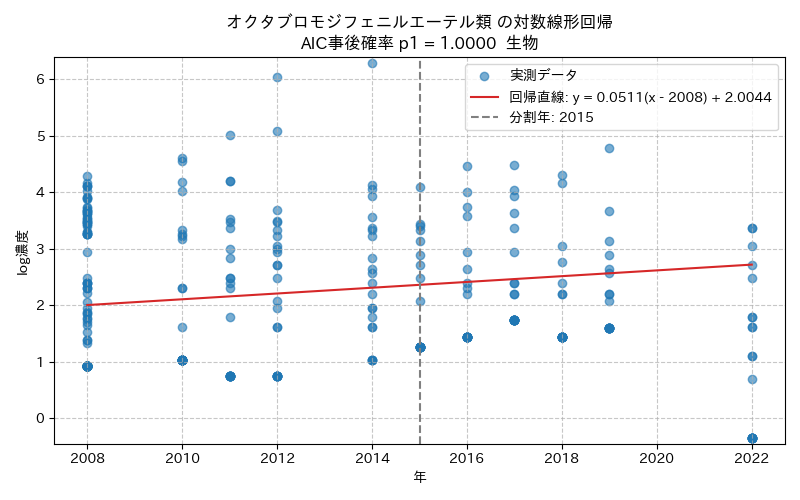 オクタブロモジフェニルエーテル類 の対数線形回帰
AIC事後確率 p1 = 1.0000  生物
実測データ
回帰直線: y = 0.0511(x - 2008) + 2.0044
分割年: 2015
log濃度
6
5
4
3
2
1
0
2008
2010
2012
2014
2016
2018
2020
2022
年